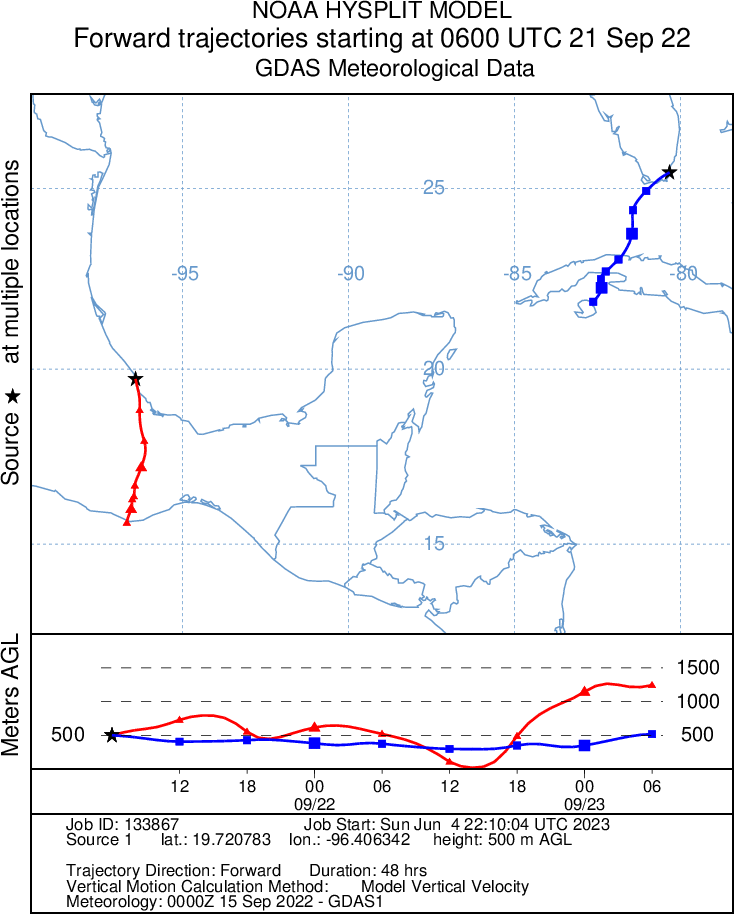 NOAA HYSPLIT MODEL
Forward trajectories starting at 0600 UTC 21 Sep 22
GDAS Meteorological Data
Source ★ at multiple locations
25
-95
-90
-85
-80
20
15
Meters AGL
1500
1000
500
500
12
18
00
06
12
18
00
06
09/22
09/23
Job ID: 133867 Job Start: Sun Jun 4 22:10:04 UTC 2023
Source 1 lat.: 19.720783 lon.: -96.406342 height: 500 m AGL
Trajectory Direction: Forward Duration: 48 hrs
Vertical Motion Calculation Method: Model Vertical Velocity
Meteorology: 0000Z 15 Sep 2022 - GDAS1